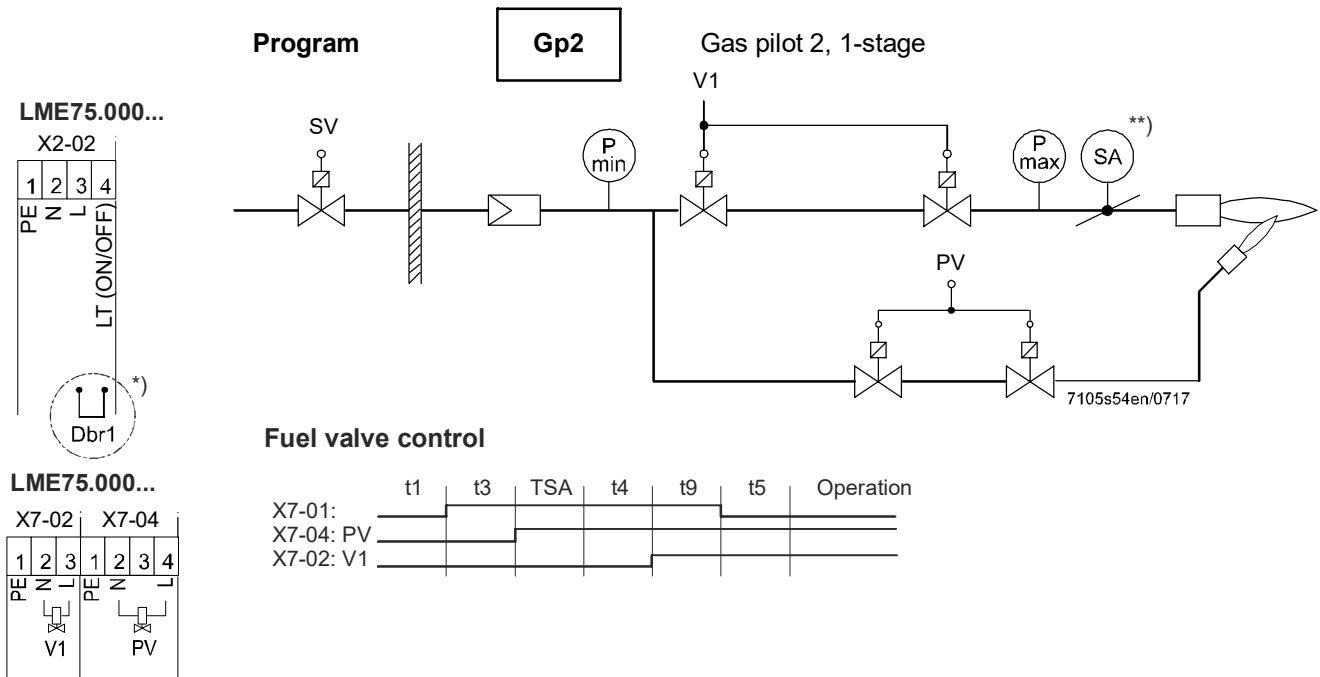 Program
Gp2
Gas pilot 2, 1-stage
V1
LME75.000...
X2-02
1 2 3 4
PE N L LT (ON/OFF)
*)
Dbr1
SV
P min
P max
SA
**)
PV
7105s54en/0717
Fuel valve control
t1 t3 TSA t4 t9 t5 Operation
X7-01:
X7-04: PV
X7-02: V1
LME75.000...
X7-02 X7-04
1 2 3 1 2 3 4
PE N L PE N L
V1 PV